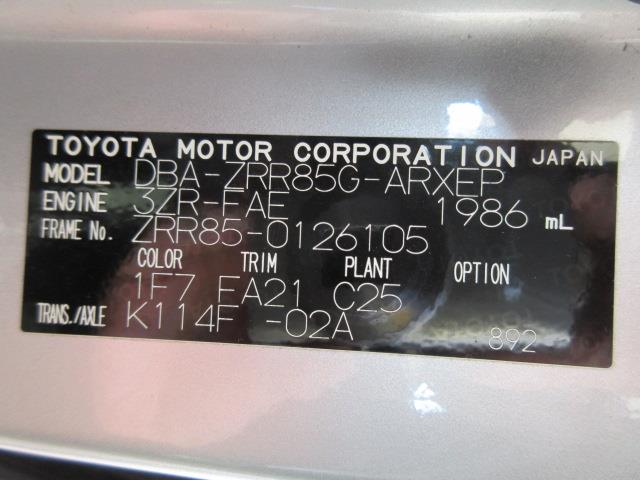 TOYOTA MOTOR CORPORATION JAPAN
MODEL DBA-ZRR85G-ARXEP
ENGINE 3ZR-FAE 1986 mL
FRAME No. ZRR85-0126105
COLOR TRIM PLANT OPTION
1F7 EA21 C25
TRANS./AXLE K114F -02A
892